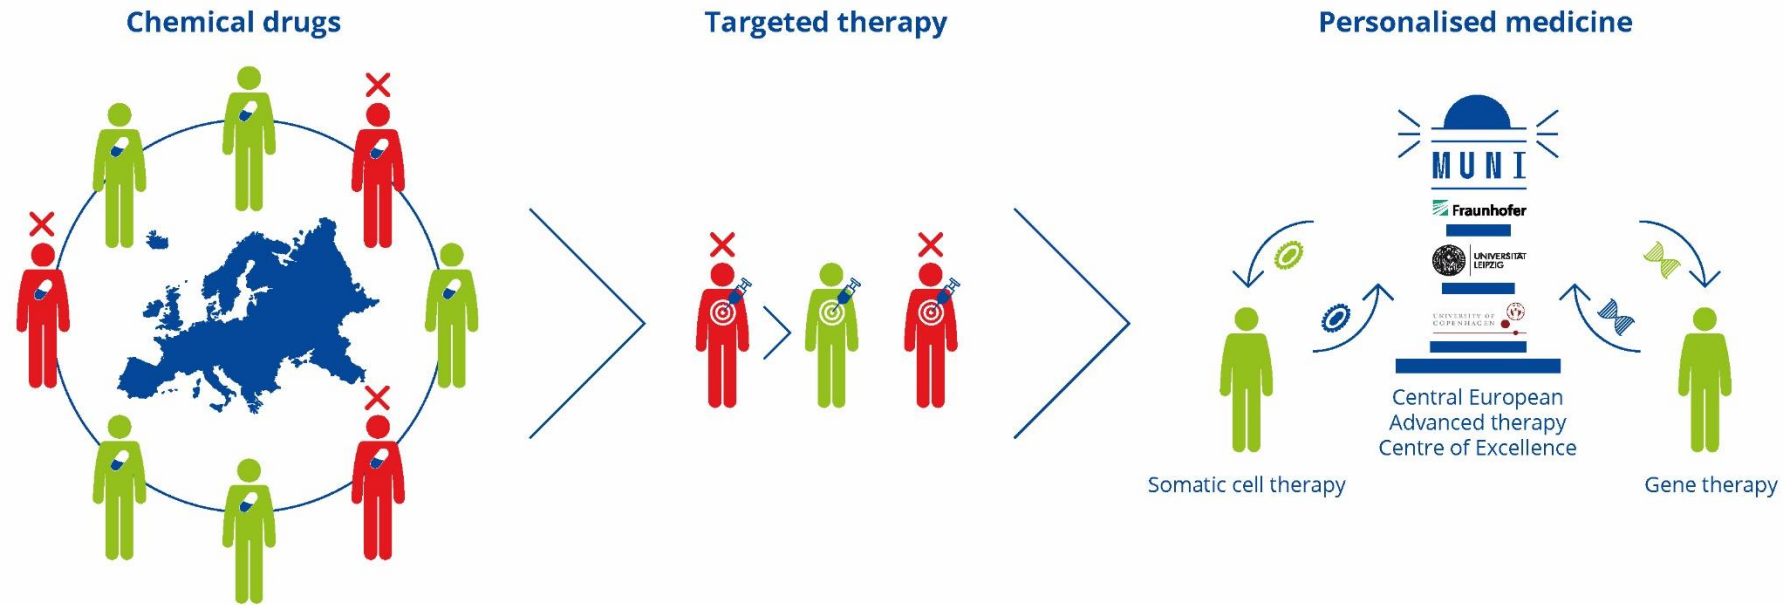 Chemical drugs
Targeted therapy
Personalised medicine
MUNI
Fraunhofer
UNIVERSITÄT
LEIPZIG
UNIVERSITY OF
COPENHAGEN
Central European
Advanced therapy
Centre of Excellence
Somatic cell therapy
Gene therapy